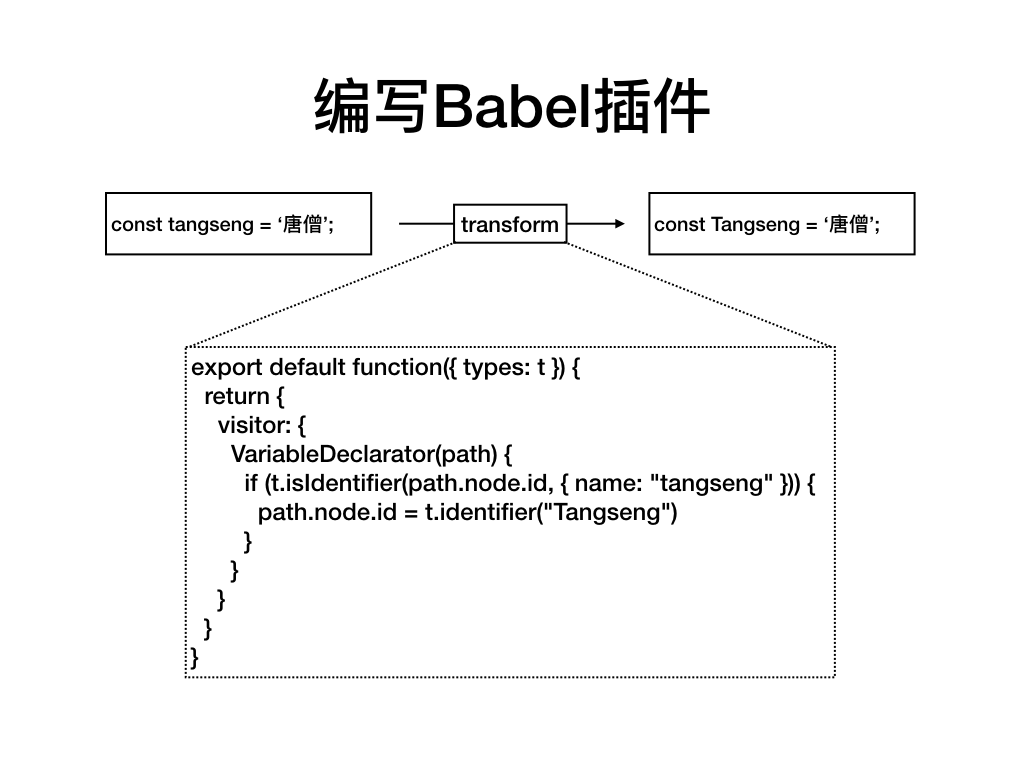 编写Babel插件
const tangseng = ‘唐僧’;
transform
const Tangseng = ‘唐僧’;
export default function({ types: t }) {
  return {
    visitor: {
      VariableDeclarator(path) {
        if (t.isIdentifier(path.node.id, { name: "tangseng" })) {
          path.node.id = t.identifier("Tangseng")
        }
      }
    }
  }
}